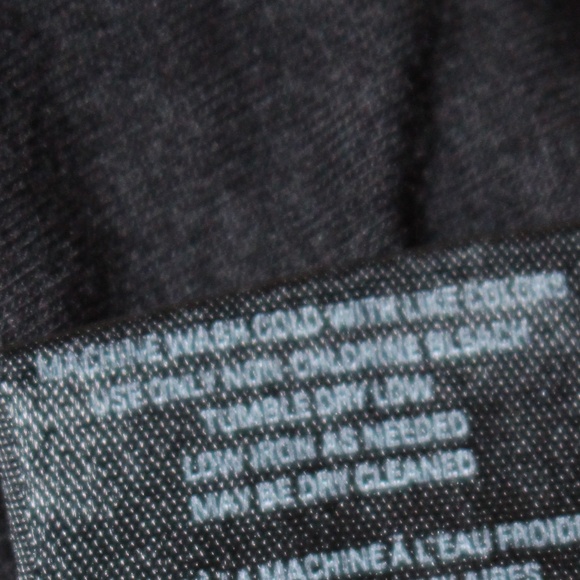 MACHINE WASH COLD WITH LIKE COLORS
USE ONLY NON CHLORINE BLEACH
TUMBLE DRY LOW
LOW IRON AS NEEDED
MAY BE DRY CLEANED
À LA MACHINE À L'EAU FROIDE